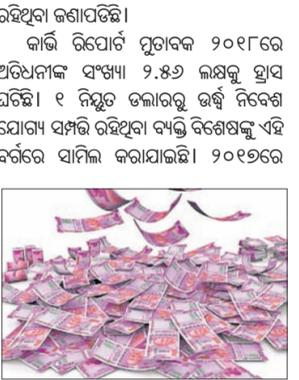 ରହିଥିବା ଜଣାପଡିଛି।
କାର୍ଭି ରିପୋର୍ଟ ମୁତାବକ ୨୦୧୮ରେ
ଅତିଧନୀଙ୍କ ସଂଖ୍ୟା ୨.୫୬ ଲକ୍ଷକୁ ହ୍ରାସ
ଘଟିଛି। ୧ ନିୟୁତ ଡଲାରରୁ ଉର୍ଦ୍ଧ୍ୱ ନିବେଶ
ଯୋଗ୍ୟ ସମ୍ପତ୍ତି ରହିଥିବା ବ୍ୟକ୍ତି ବିଶେଷଙ୍କୁ ଏହି
ବର୍ଗରେ ସାମିଲ କରାଯାଇଛି। ୨୦୧୭ରେ